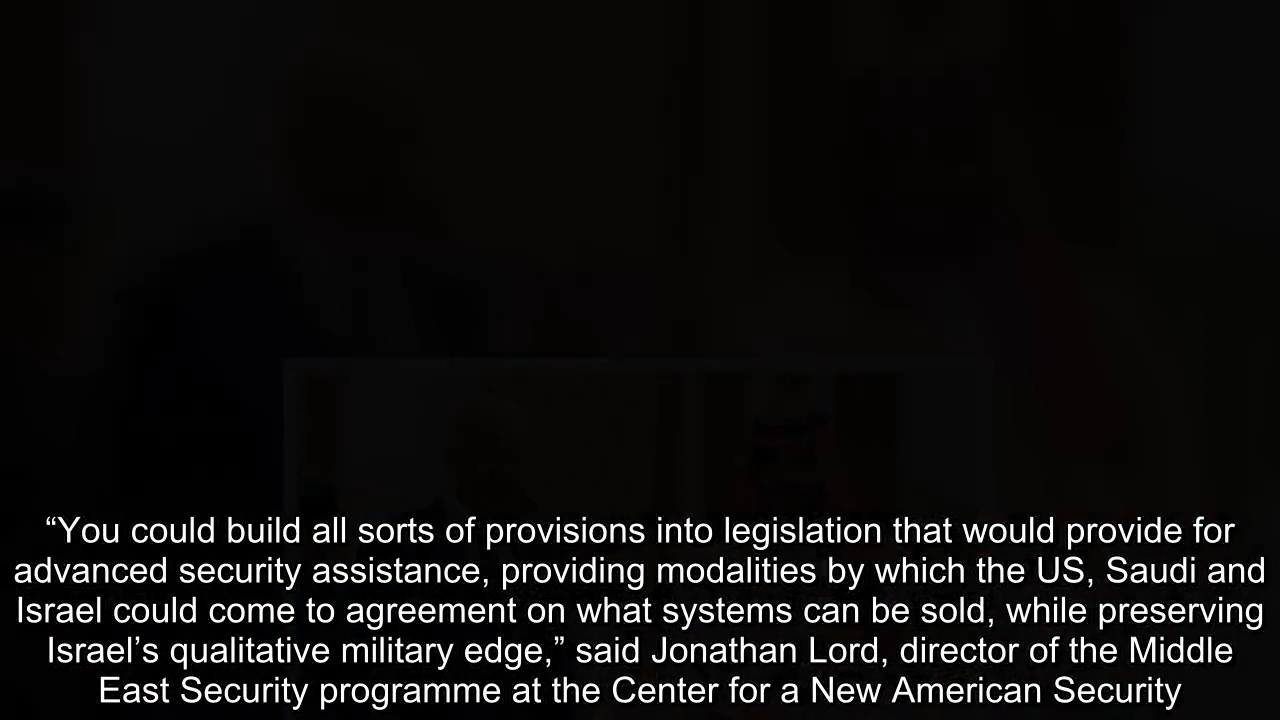 “You could build all sorts of provisions into legislation that would provide for
advanced security assistance, providing modalities by which the US, Saudi and
Israel could come to agreement on what systems can be sold, while preserving
Israel’s qualitative military edge,” said Jonathan Lord, director of the Middle
East Security programme at the Center for a New American Security